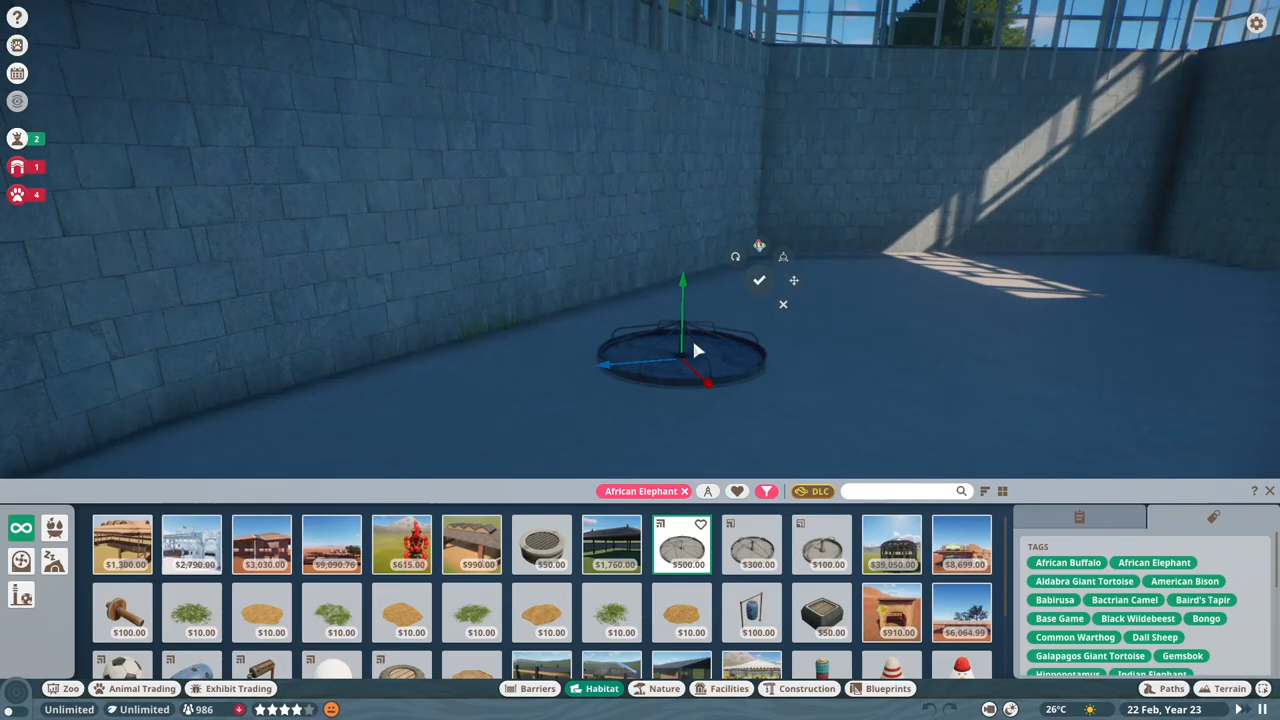 2
1
4
African Elephant
DLC
$1,300.00
$2,790.00
$3,030.00
$9,090.76
$615.00
$990.00
$50.00
$1,760.00
$500.00
$300.00
$100.00
$39,050.00
$8,699.00
$100.00
$10.00
$10.00
$10.00
$10.00
$10.00
$10.00
$10.00
$10.00
$100.00
$50.00
$910.00
$6,064.99
TAGS
African Buffalo
African Elephant
Aldabra Giant Tortoise
American Bison
Babirusa
Bactrian Camel
Baird's Tapir
Base Game
Black Wildebeest
Bongo
Common Warthog
Dall Sheep
Galapagos Giant Tortoise
Gemsbok
Hippopotamus
Indian Elephant
Zoo
Animal Trading
Exhibit Trading
Barriers
Habitat
Nature
Facilities
Construction
Blueprints
Paths
Terrain
Unlimited
Unlimited
986
26°C
22 Feb, Year 23